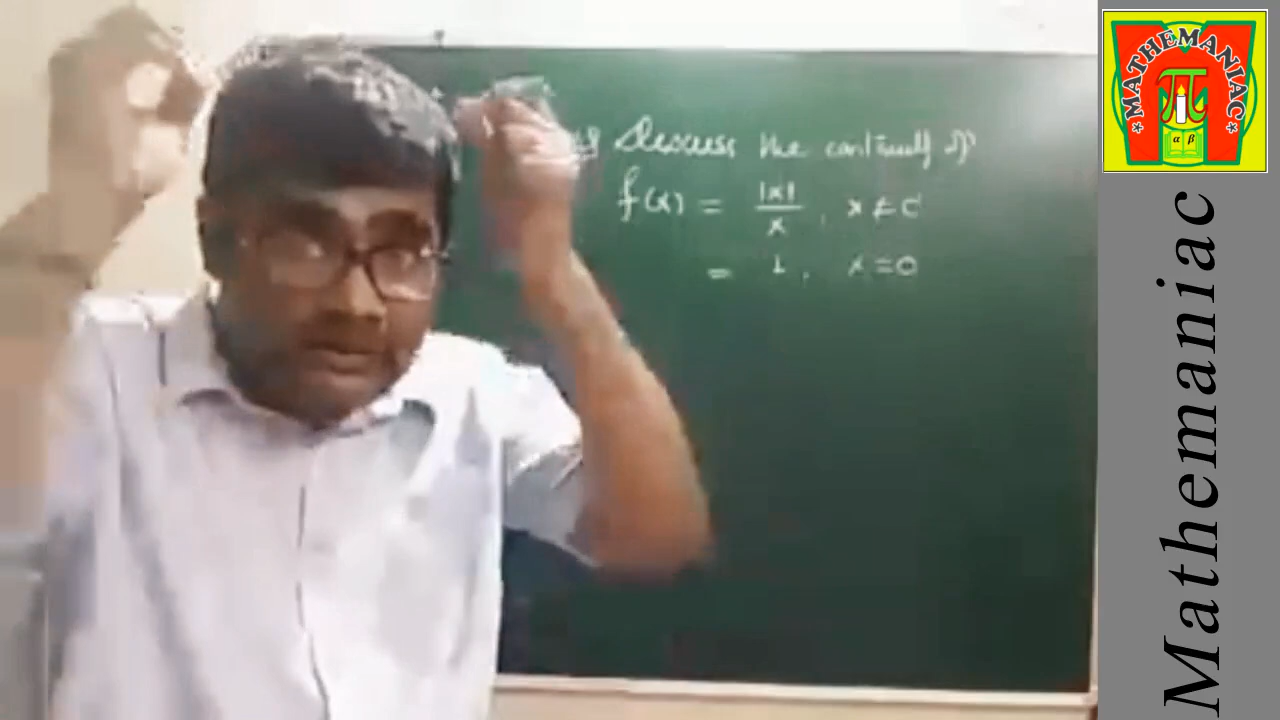 Discuss the continuity of
f(x) = |x|/x , x ≠ 0
= 1 , x = 0
*MATHEMANIAC*
π
α β
Mathemaniac